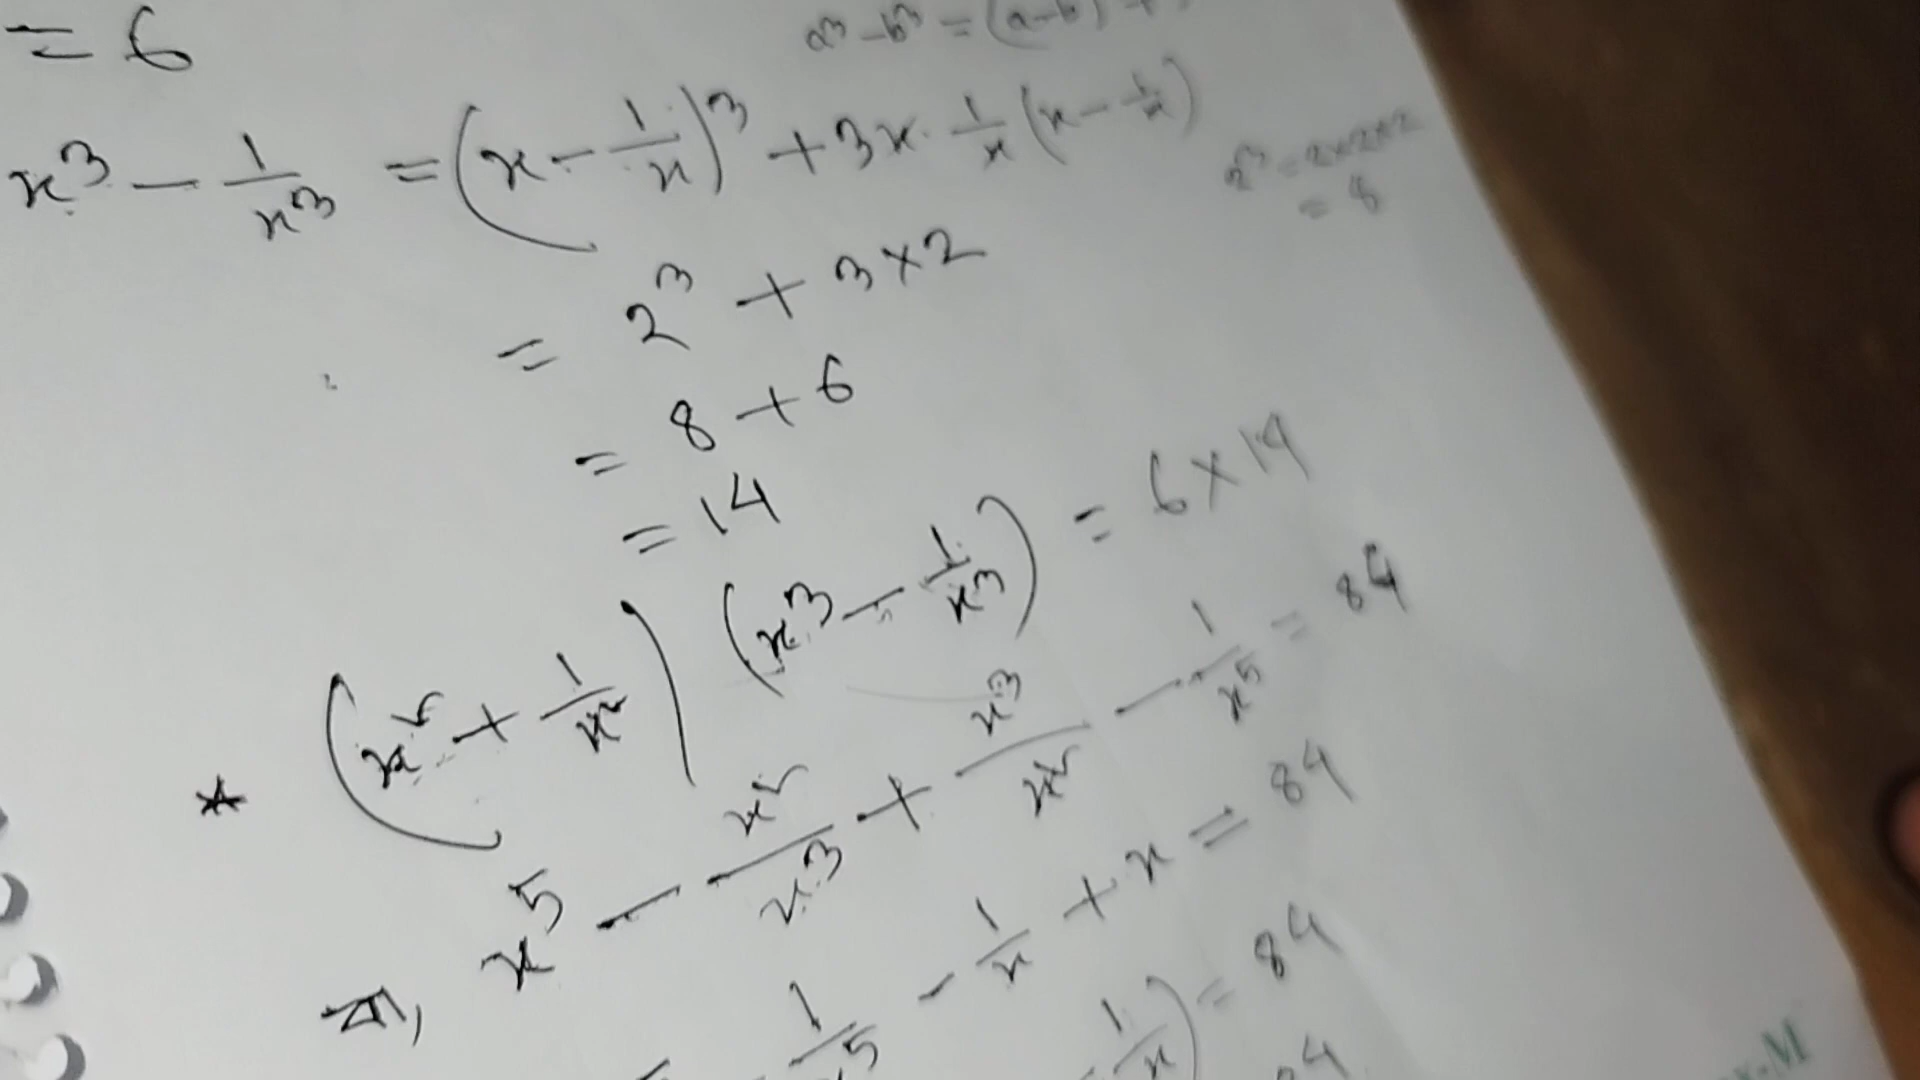 = 6
a³ - b³ = (a-b)
x³ - 1/x³ = (x - 1/x)³ + 3x · 1/x (x - 1/x)
2³ = 2×2×2
= 8
= 2³ + 3×2
= 8 + 6
= 14
* (x² + 1/x²) (x³ - 1/x³) = 6×14
বা, x⁵ - x²/x³ + x³/x² - 1/x⁵ = 84
1/x⁵ - 1/x + x = 84
1/x) = 84
84